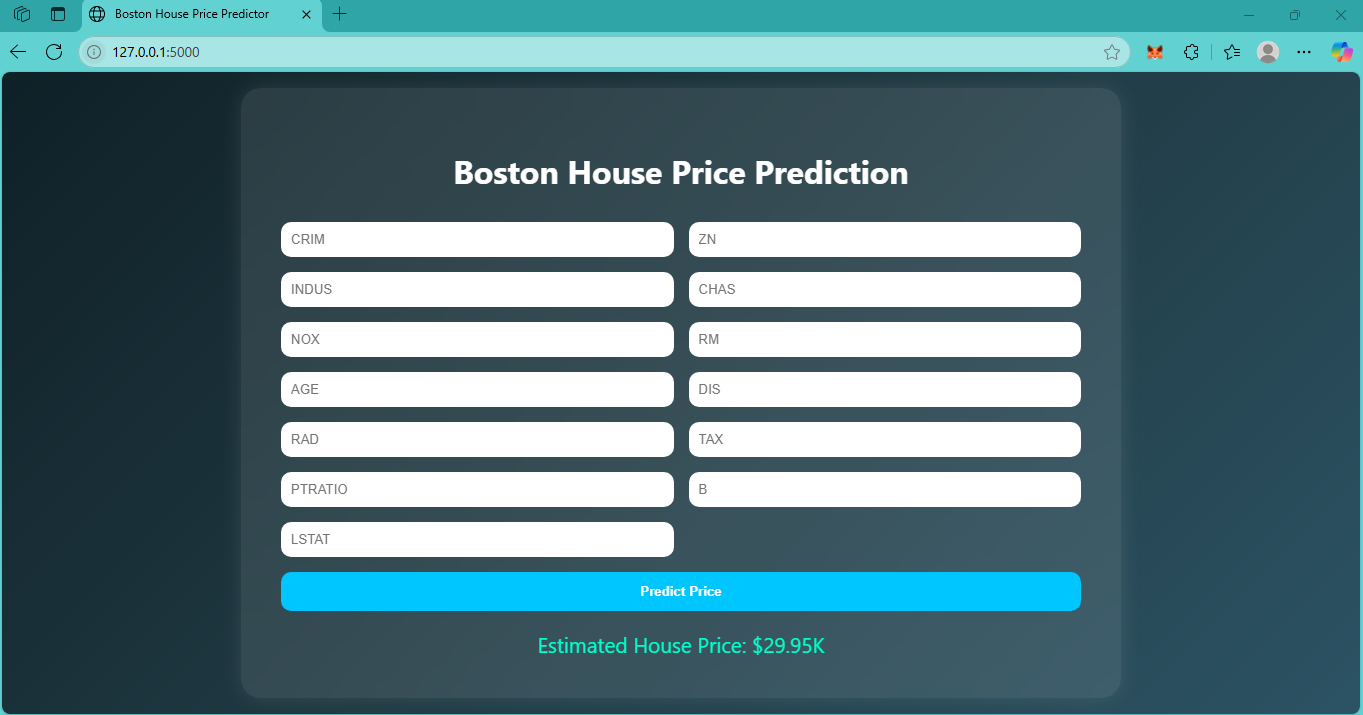 Boston House Price Predictor
127.0.0.1:5000
Boston House Price Prediction
CRIM
ZN
INDUS
CHAS
NOX
RM
AGE
DIS
RAD
TAX
PTRATIO
B
LSTAT
Predict Price
Estimated House Price: $29.95K